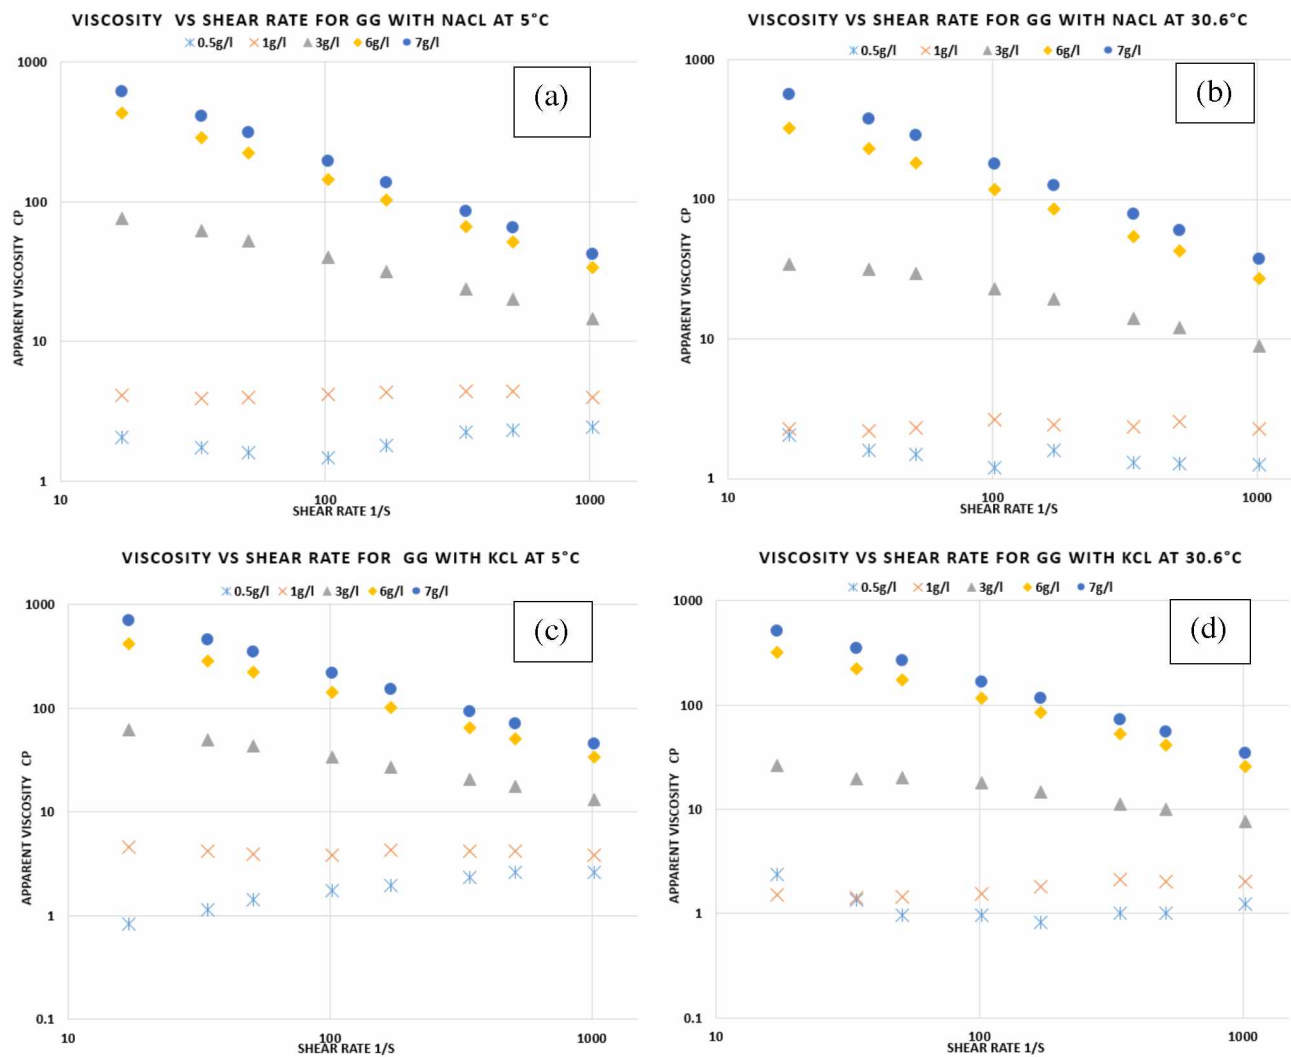 VISCOSITY VS SHEAR RATE FOR GG WITH NACL AT 5°C
0.5g/l 1g/l 3g/l 6g/l 7g/l
(a)
1000
100
10
1
APPARENT VISCOSITY CP
10 100 1000
SHEAR RATE 1/S
VISCOSITY VS SHEAR RATE FOR GG WITH NACL AT 30.6°C
0.5g/l 1g/l 3g/l 6g/l 7g/l
(b)
1000
100
10
1
APPARENT VISCOSITY CP
10 100 1000
SHEAR RATE 1/S
VISCOSITY VS SHEAR RATE FOR GG WITH KCL AT 5°C
0.5g/l 1g/l 3g/l 6g/l 7g/l
(c)
1000
100
10
1
0.1
APPARENT VISCOSITY CP
10 100 1000
SHEAR RATE 1/S
VISCOSITY VS SHEAR RATE FOR GG WITH KCL AT 30.6°C
0.5g/l 1g/l 3g/l 6g/l 7g/l
(d)
1000
100
10
1
0.1
APPARENT VISCOSITY CP
10 100 1000
SHEAR RATE 1/S